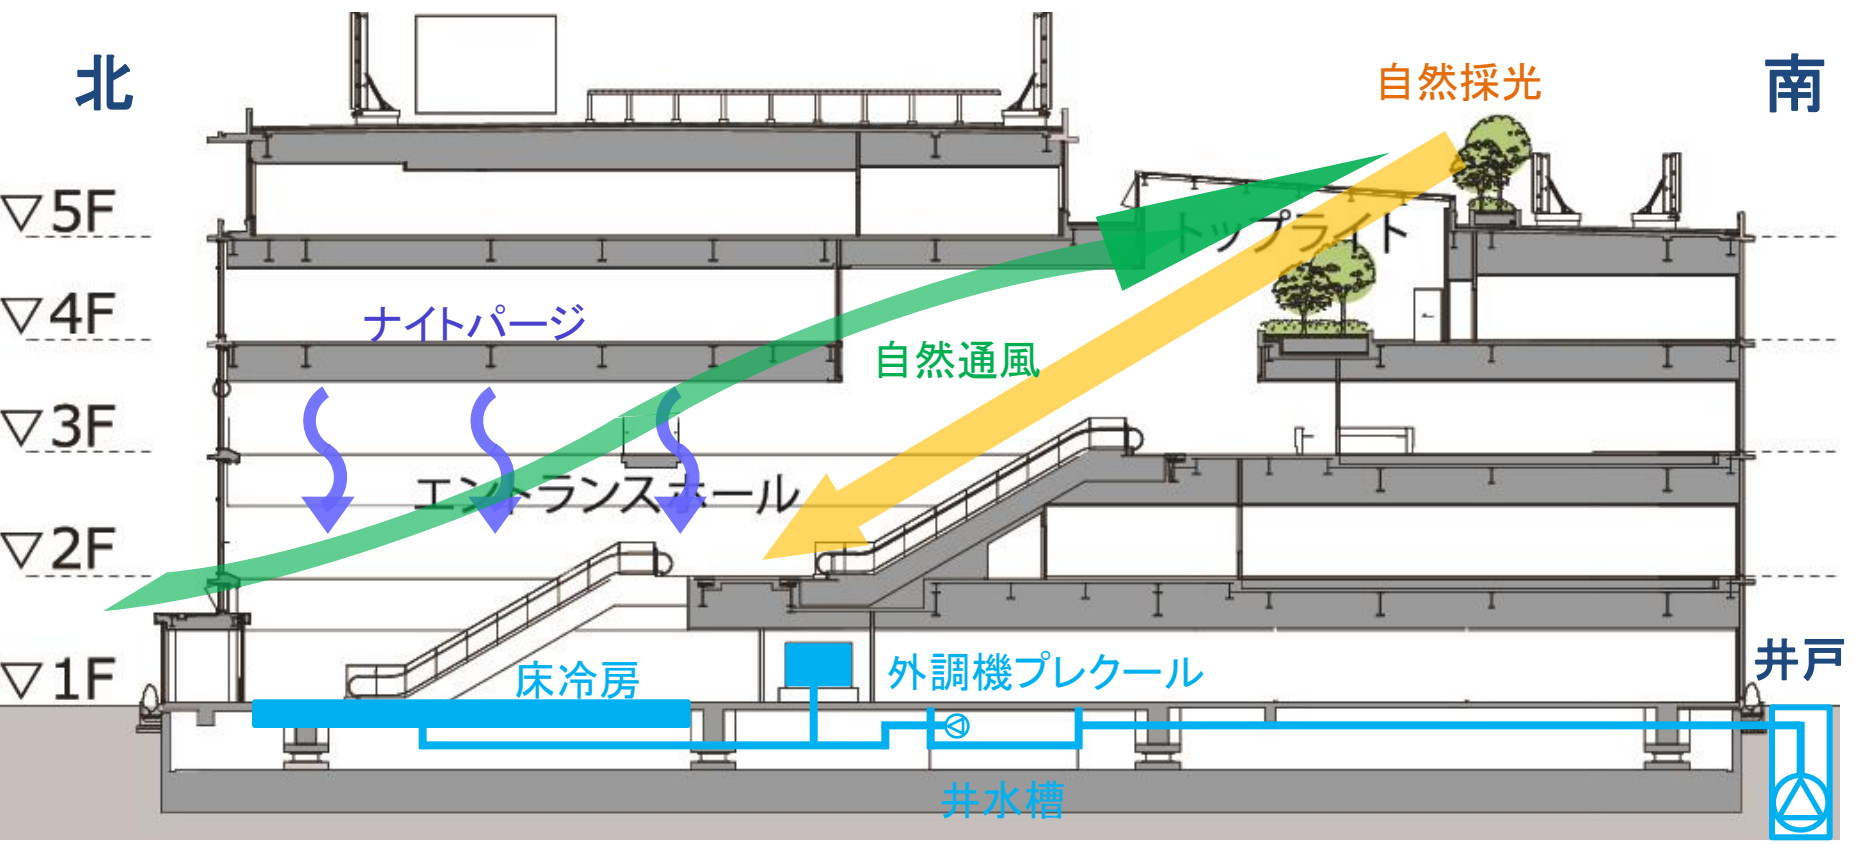 北
南
自然採光
▽5F
トップライト
▽4F
ナイトパージ
自然通風
▽3F
エントランスホール
▽2F
井戸
▽1F
床冷房
外調機プレクール
井水槽